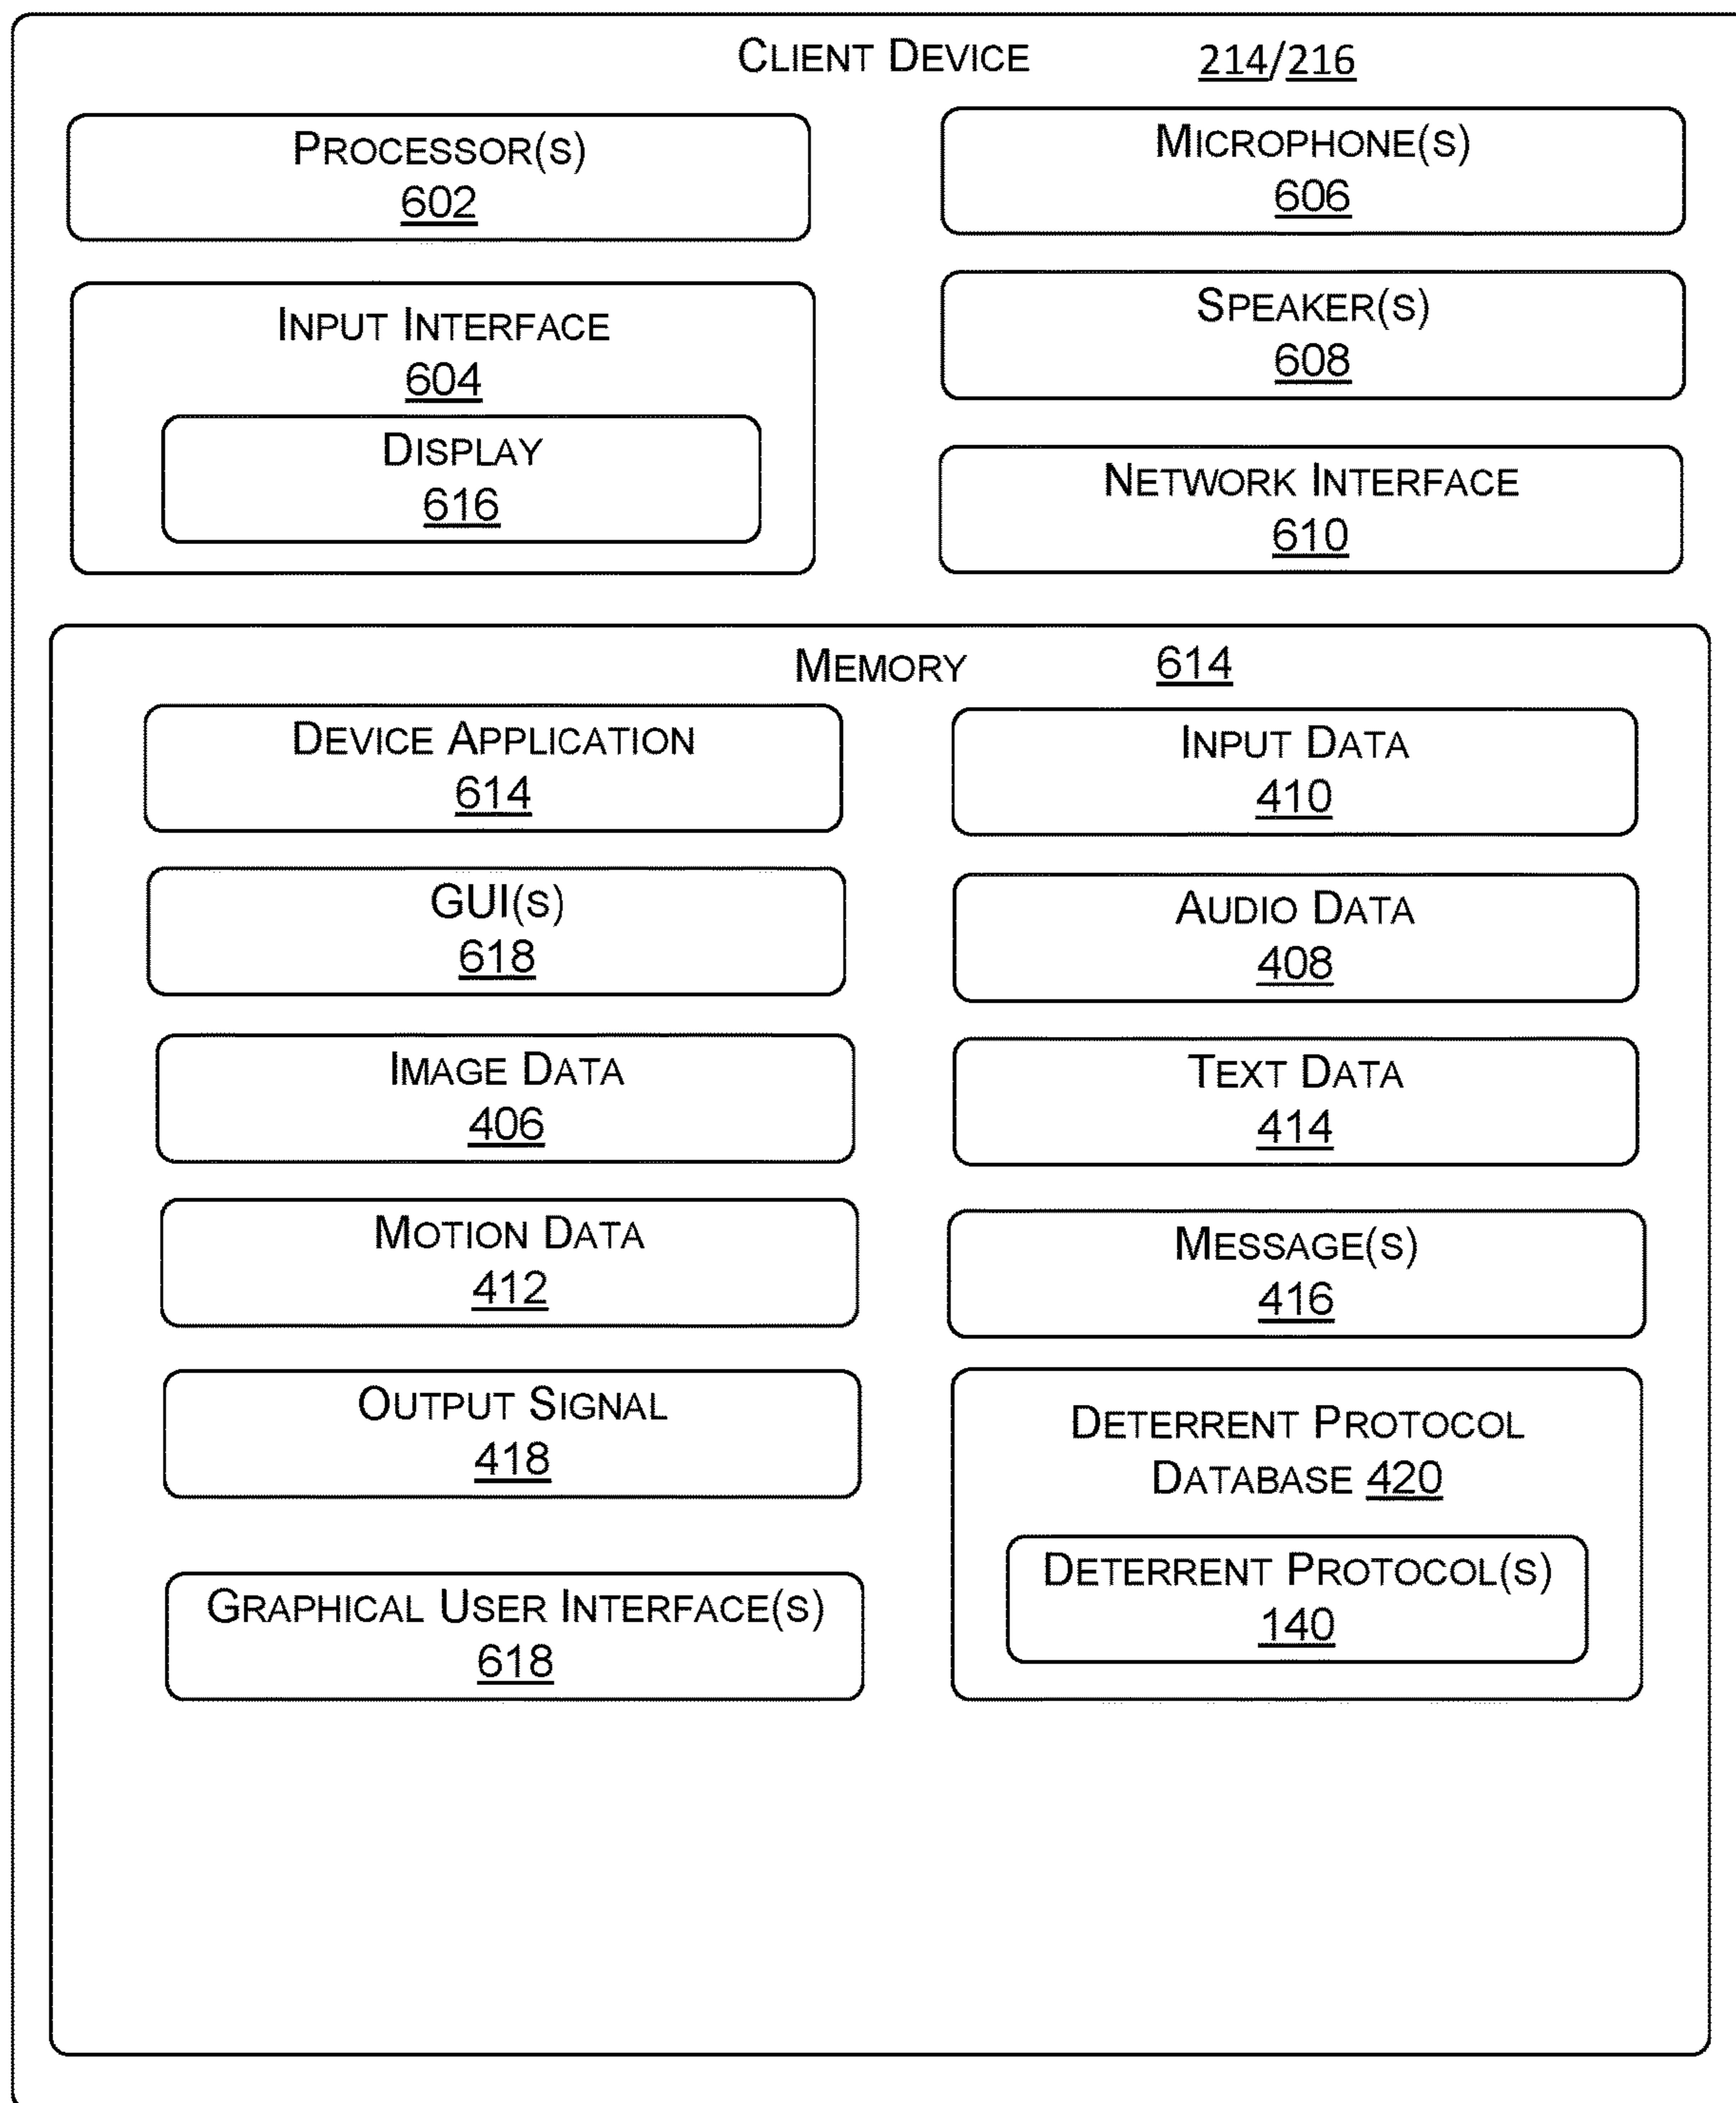 CLIENT DEVICE 214/216
PROCESSOR(S)
602
MICROPHONE(S)
606
INPUT INTERFACE
604
DISPLAY
616
SPEAKER(S)
608
NETWORK INTERFACE
610
MEMORY 614
DEVICE APPLICATION
614
INPUT DATA
410
GUI(S)
618
AUDIO DATA
408
IMAGE DATA
406
TEXT DATA
414
MOTION DATA
412
MESSAGE(S)
416
OUTPUT SIGNAL
418
DETERRENT PROTOCOL
DATABASE 420
DETERRENT PROTOCOL(S)
140
GRAPHICAL USER INTERFACE(S)
618